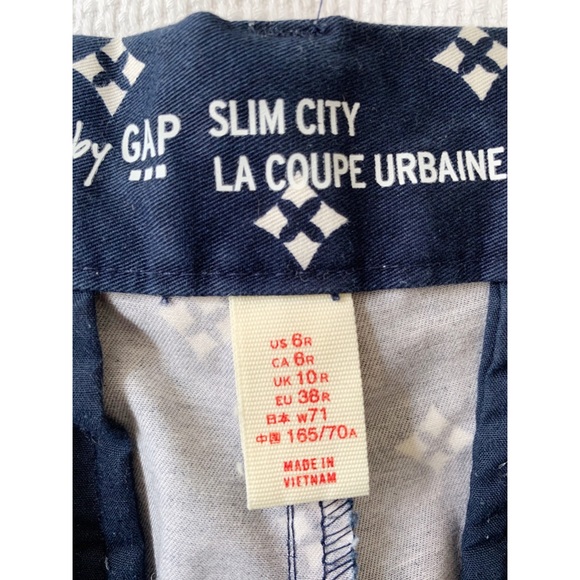 by GAP
SLIM CITY
LA COUPE URBAINE
US 6R
CA 6R
UK 10R
EU 38R
日本 W71
中国 165/70A
MADE IN
VIETNAM